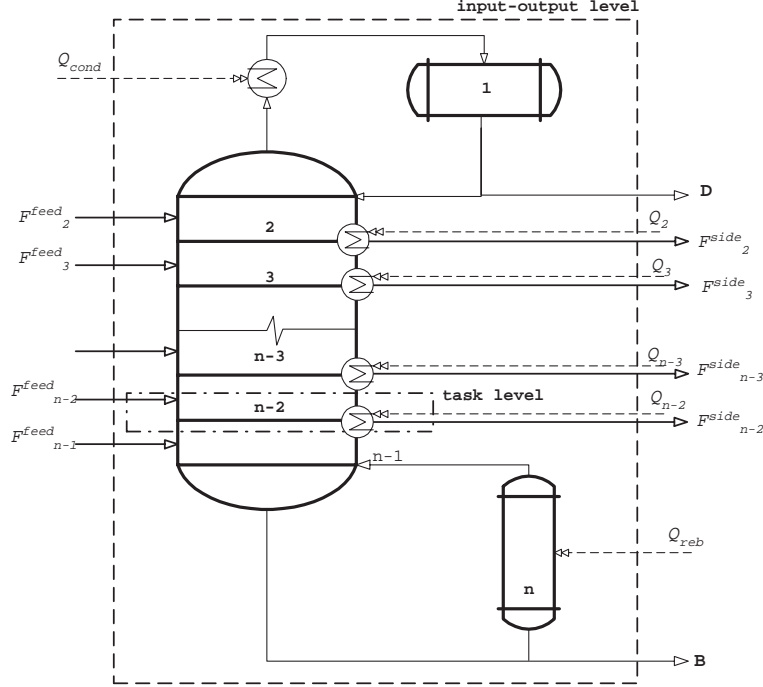 input-output level
Q_cond
1
D
F^feed_2
2
Q_2
F^side_2
F^feed_3
3
Q_3
F^side_3
n-3
Q_n-3
F^side_n-3
F^feed_n-2
n-2
task level
Q_n-2
F^side_n-2
F^feed_n-1
n-1
Q_reb
n
B